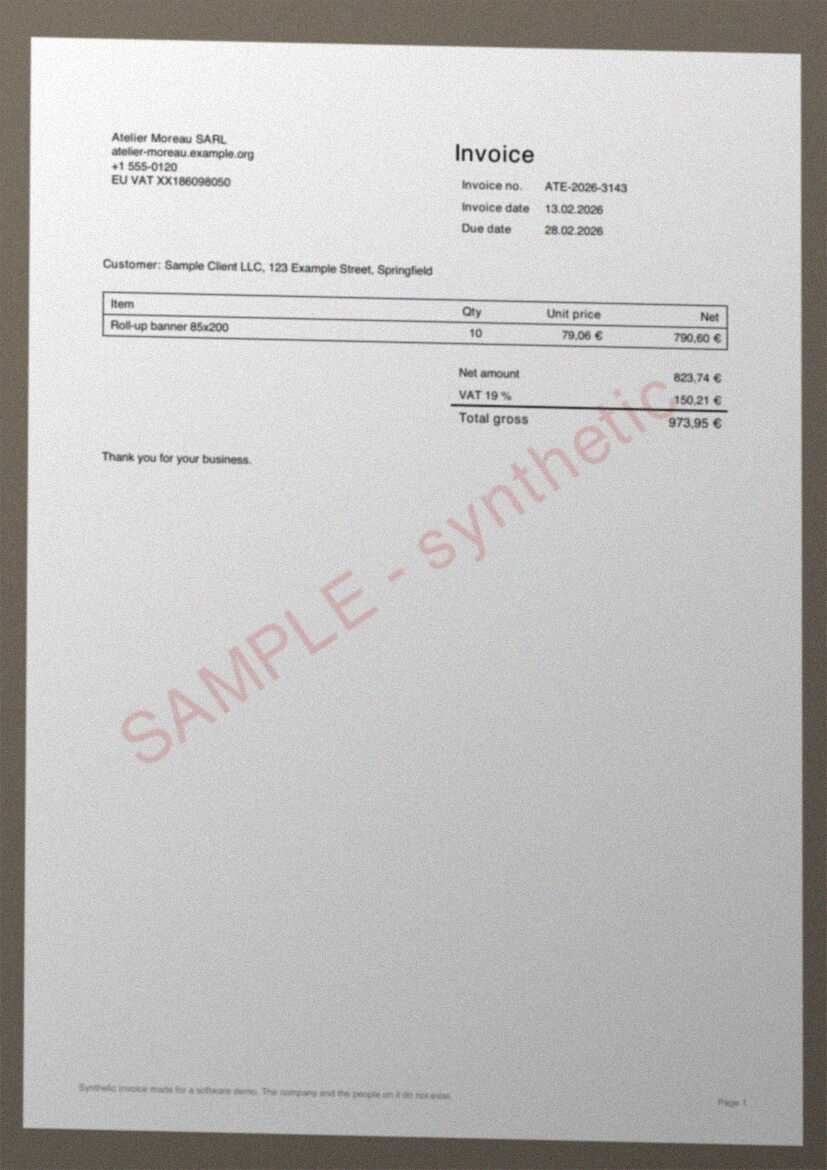 Atelier Moreau SARL
atelier-moreau.example.org
+1 555-0120
EU VAT XX186098050
Invoice
Invoice no. ATE-2026-3143
Invoice date 13.02.2026
Due date 28.02.2026
Customer: Sample Client LLC, 123 Example Street, Springfield
Item Qty Unit price Net
Roll-up banner 85x200 10 79,06 € 790,60 €
Net amount 823,74 €
VAT 19 % 150,21 €
Total gross 973,95 €
Thank you for your business.
SAMPLE - synthetic
Synthetic invoice made for a software demo. The company and the people on it do not exist.
Page 1